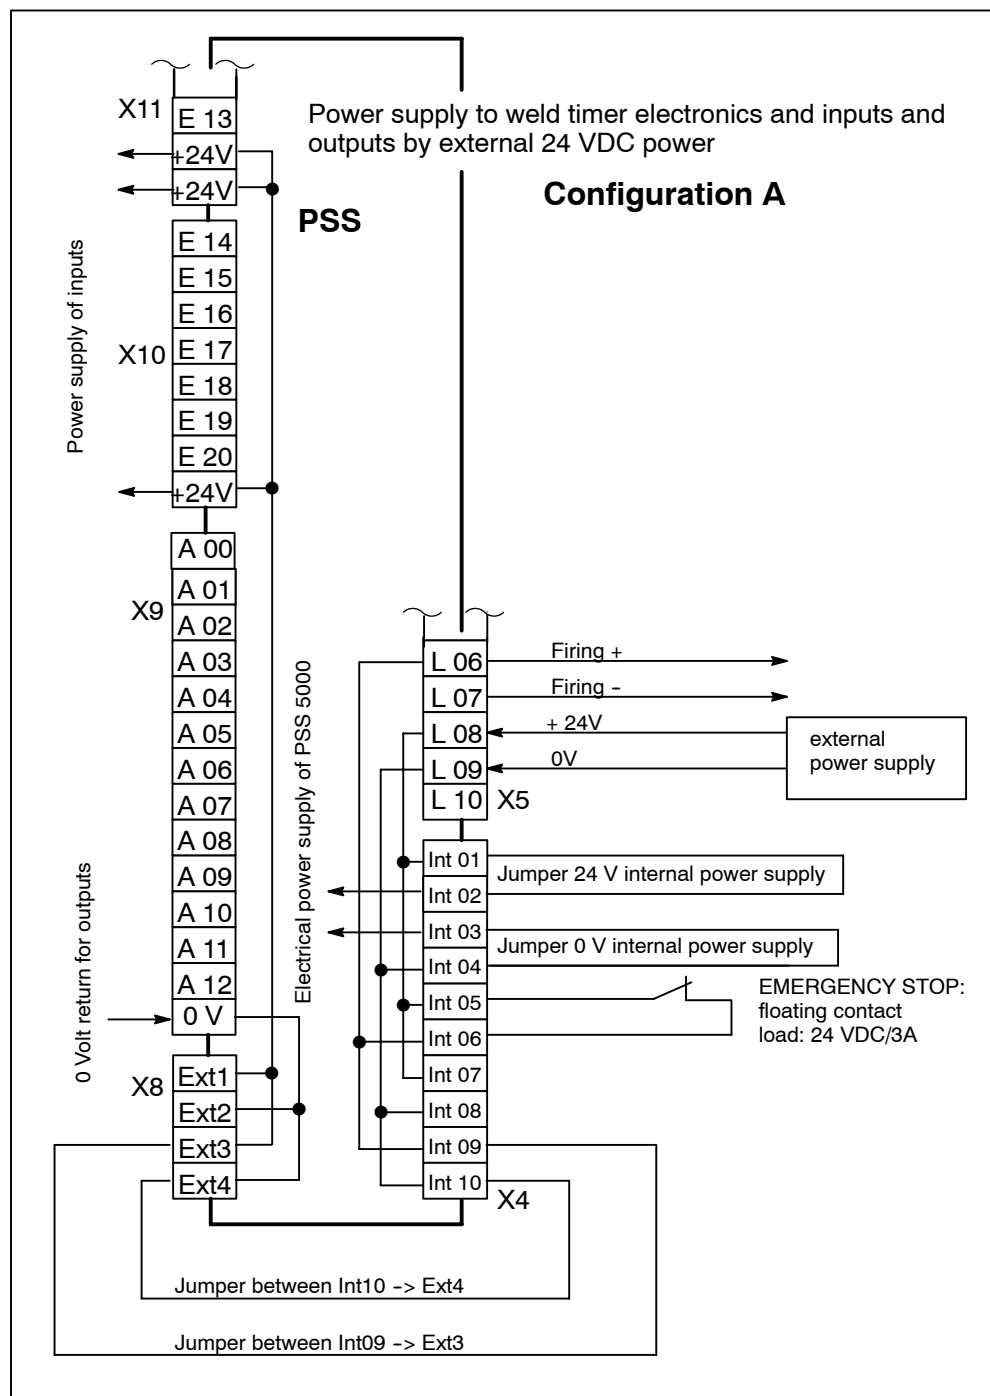 Power supply to weld timer electronics and inputs and
outputs by external 24 VDC power
Configuration A
PSS
X11
E 13
+24V
+24V
Power supply of inputs
X10
E 14
E 15
E 16
E 17
E 18
E 19
E 20
+24V
X9
A 00
A 01
A 02
A 03
A 04
A 05
A 06
A 07
A 08
A 09
A 10
A 11
A 12
0 V
0 Volt return for outputs
X8
Ext1
Ext2
Ext3
Ext4
Electrical power supply of PSS 5000
L 06
Firing +
L 07
Firing -
L 08
+ 24V
L 09
0V
L 10
X5
external
power supply
Int 01
Jumper 24 V internal power supply
Int 02
Int 03
Jumper 0 V internal power supply
Int 04
Int 05
Int 06
EMERGENCY STOP:
floating contact
load: 24 VDC/3A
Int 07
Int 08
Int 09
Int 10
X4
Jumper between Int10 -> Ext4
Jumper between Int09 -> Ext3